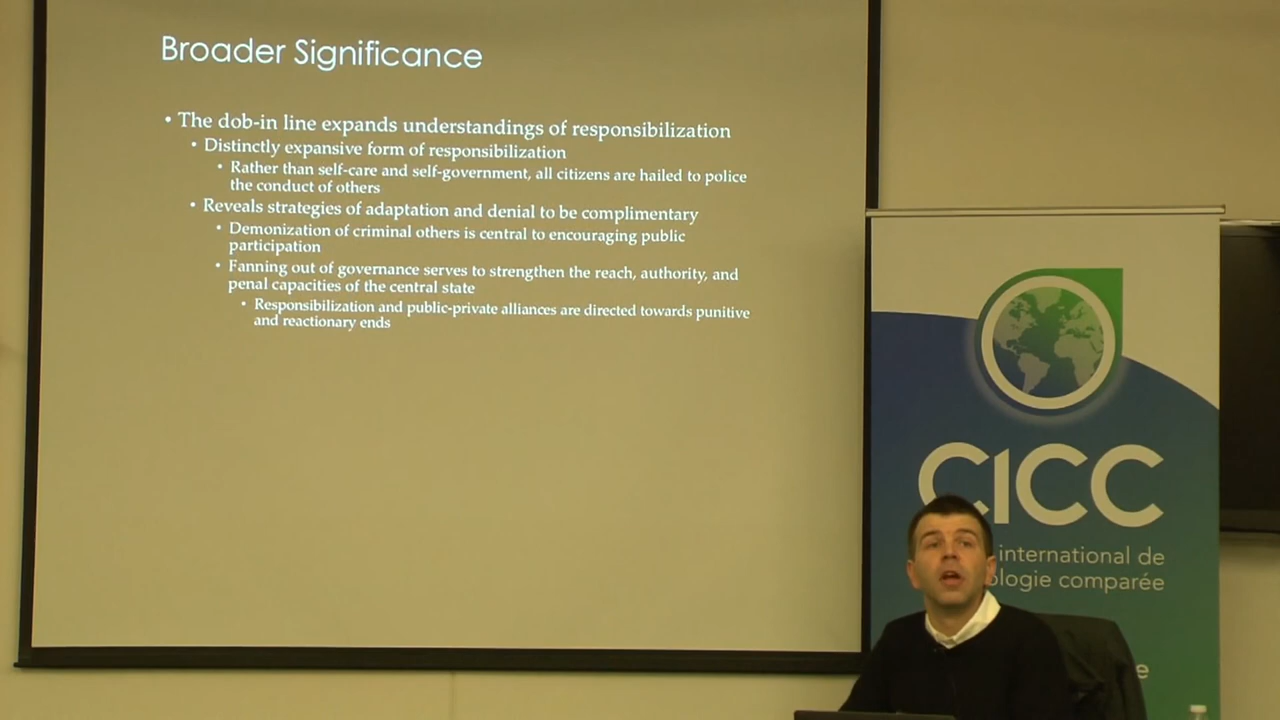 Broader Significance
• The dob-in line expands understandings of responsibilization
• Distinctly expansive form of responsibilization
• Rather than self-care and self-government, all citizens are hailed to police
the conduct of others
• Reveals strategies of adaptation and denial to be complimentary
• Demonization of criminal others is central to encouraging public
participation
• Fanning out of governance serves to strengthen the reach, authority, and
penal capacities of the central state
• Responsibilization and public-private alliances are directed towards punitive
and reactionary ends
CICC
international de
ologie comparée
e